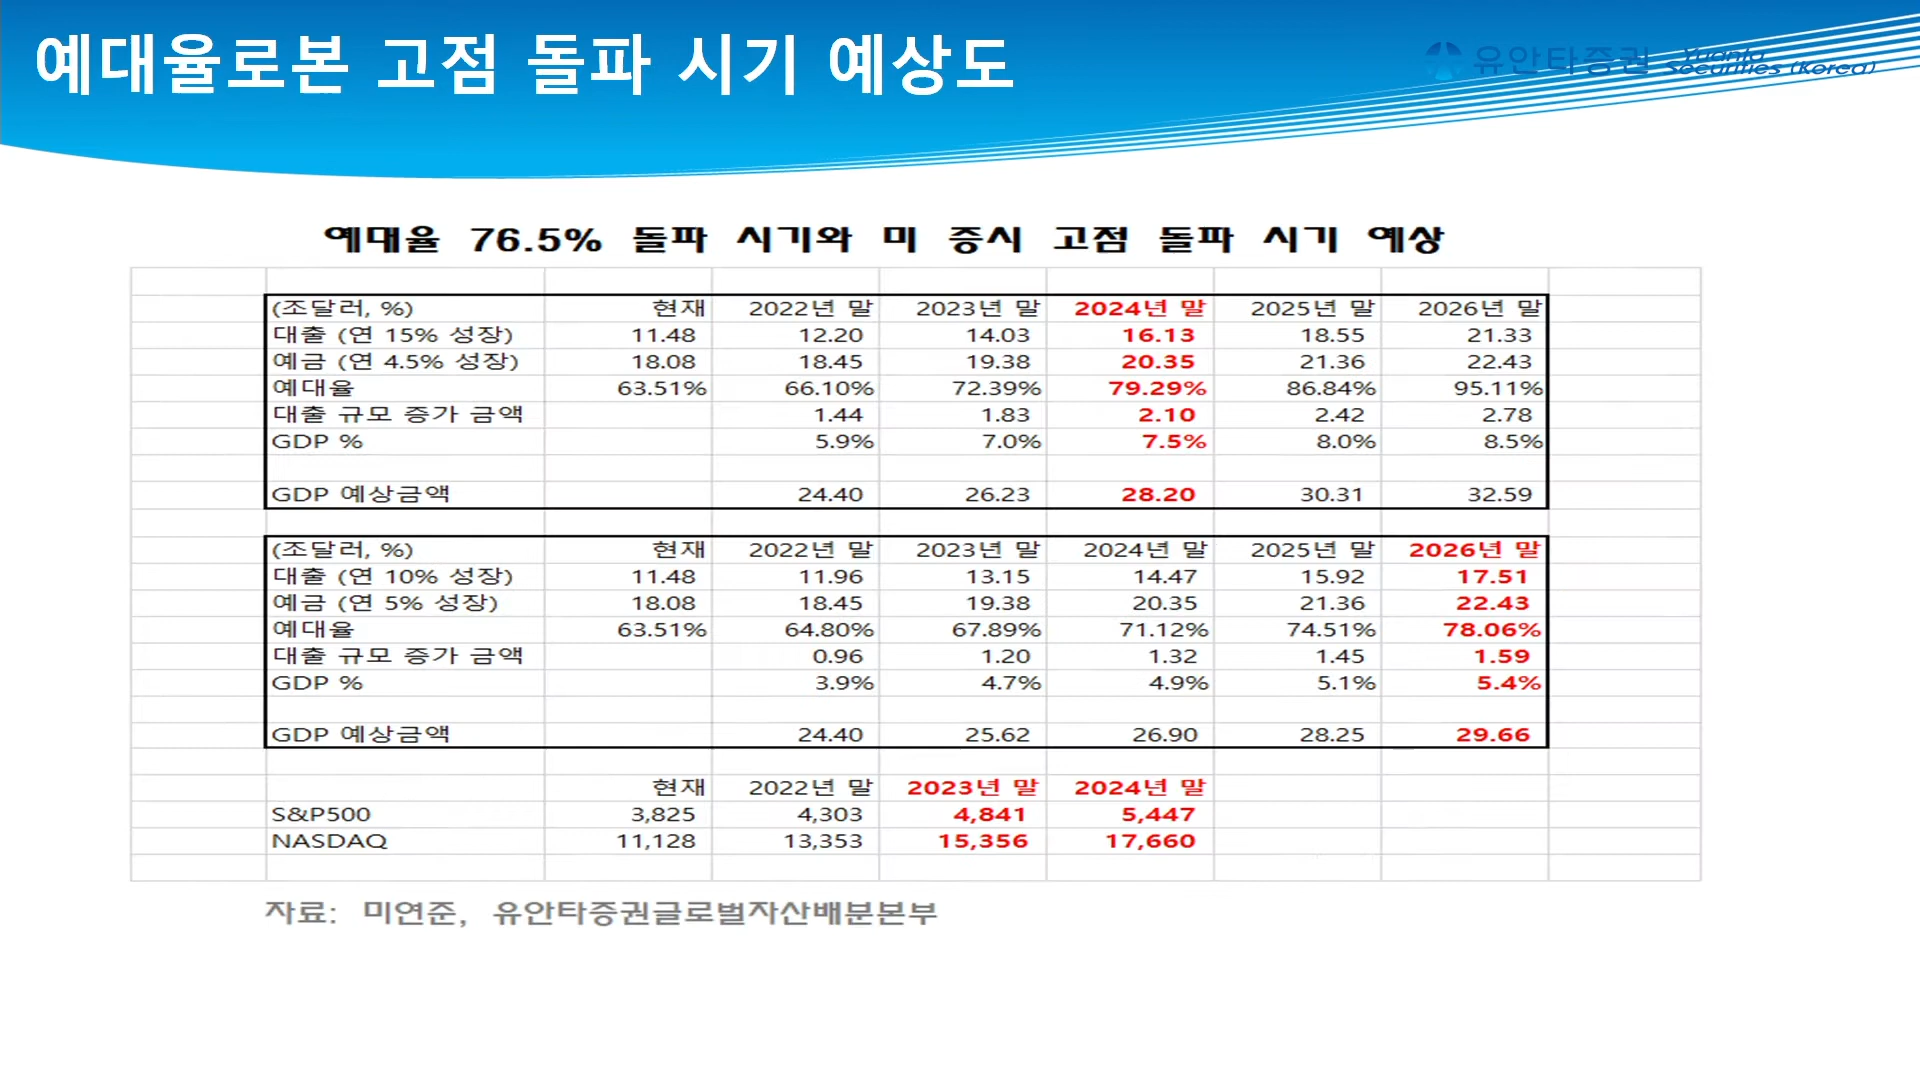 예대율로본 고점 돌파 시기 예상도
유안타증권 Yuanta Securities (Korea)
예대율 76.5% 돌파 시기와 미 증시 고점 돌파 시기 예상
(조달러, %) 현재 2022년 말 2023년 말 2024년 말 2025년 말 2026년 말
대출 (연 15% 성장) 11.48 12.20 14.03 16.13 18.55 21.33
예금 (연 4.5% 성장) 18.08 18.45 19.38 20.35 21.36 22.43
예대율 63.51% 66.10% 72.39% 79.29% 86.84% 95.11%
대출 규모 증가 금액 1.44 1.83 2.10 2.42 2.78
GDP % 5.9% 7.0% 7.5% 8.0% 8.5%
GDP 예상금액 24.40 26.23 28.20 30.31 32.59
(조달러, %) 현재 2022년 말 2023년 말 2024년 말 2025년 말 2026년 말
대출 (연 10% 성장) 11.48 11.96 13.15 14.47 15.92 17.51
예금 (연 5% 성장) 18.08 18.45 19.38 20.35 21.36 22.43
예대율 63.51% 64.80% 67.89% 71.12% 74.51% 78.06%
대출 규모 증가 금액 0.96 1.20 1.32 1.45 1.59
GDP % 3.9% 4.7% 4.9% 5.1% 5.4%
GDP 예상금액 24.40 25.62 26.90 28.25 29.66
현재 2022년 말 2023년 말 2024년 말
S&P500 3,825 4,303 4,841 5,447
NASDAQ 11,128 13,353 15,356 17,660
자료: 미연준, 유안타증권글로벌자산배분본부